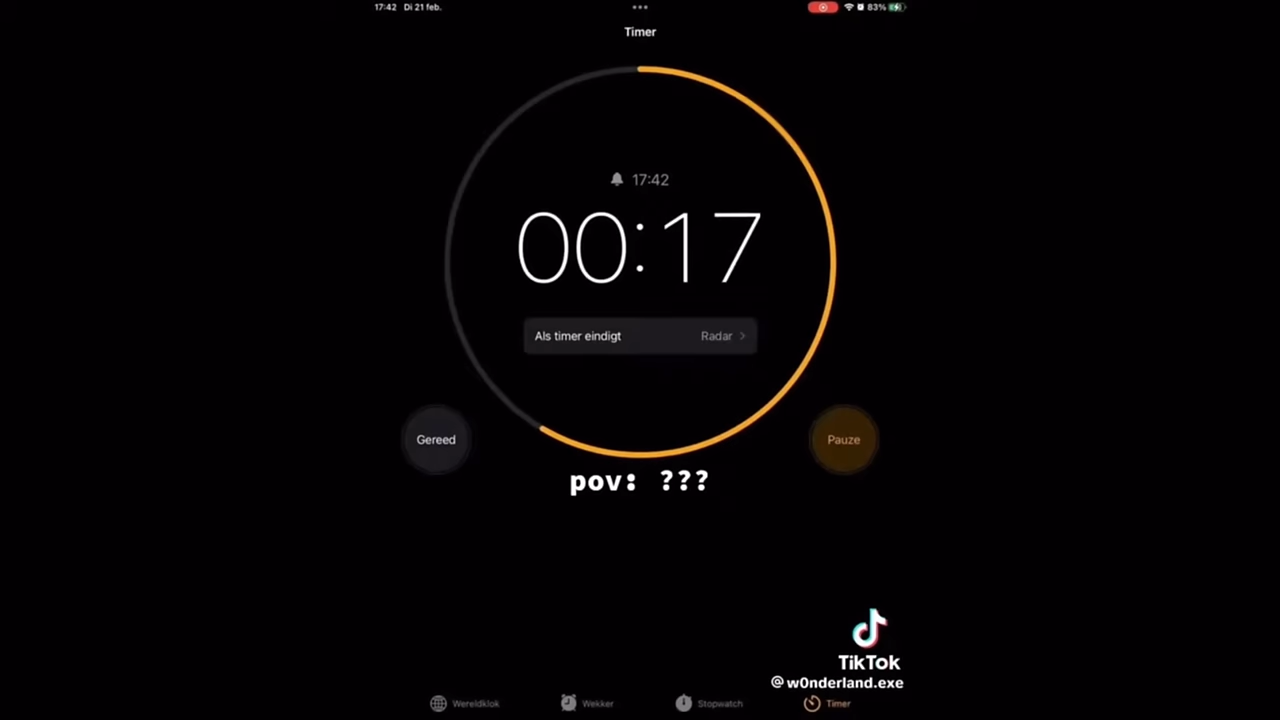 17:42 Di 21 feb.
83%
Timer
17:42
00:17
Als timer eindigt Radar
Gereed
Pauze
pov: ???
TikTok
@w0nderland.exe
Wereldklok Wekker Stopwatch Timer